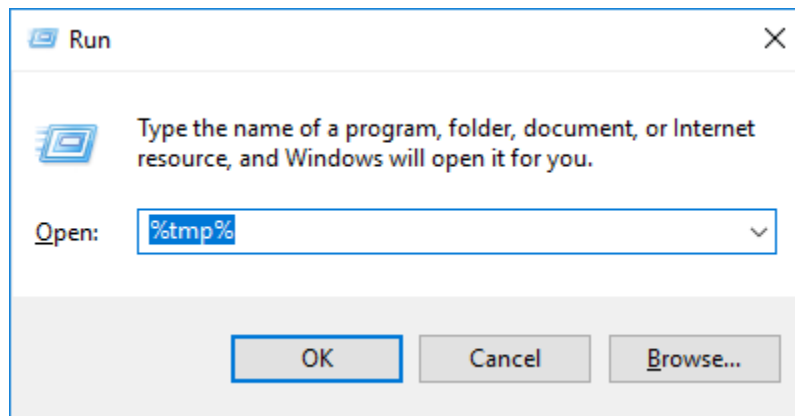 Run
Type the name of a program, folder, document, or Internet
resource, and Windows will open it for you.
Open: %tmp%
OK Cancel Browse...